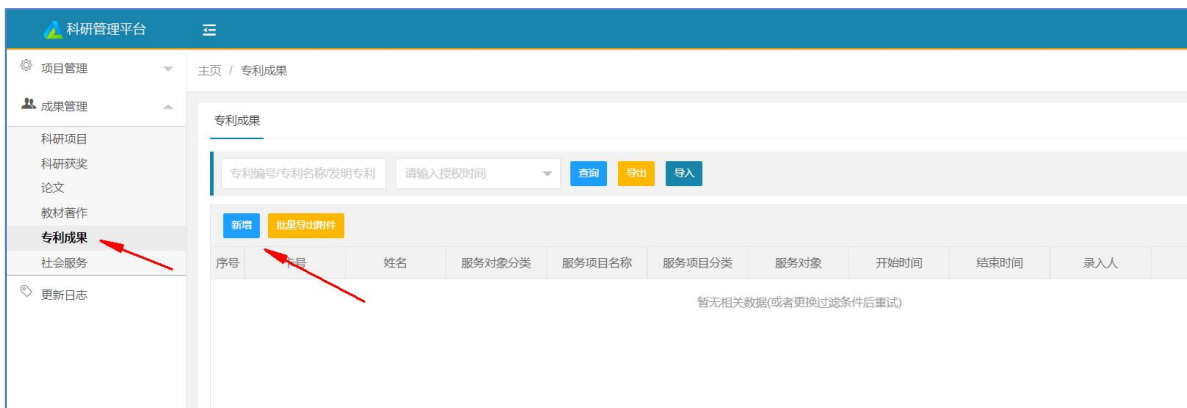 科研管理平台
项目管理
主页 / 专利成果
成果管理
专利成果
科研项目
科研获奖
专利编号/专利名称/发明专利 请输入授权时间 查询 导出 导入
论文
教材著作
新增 批量导出附件
专利成果
社会服务
序号 卡号 姓名 服务对象分类 服务项目名称 服务项目分类 服务对象 开始时间 结束时间 录入人
更新日志
暂无相关数据(或者更换过滤条件后重试)